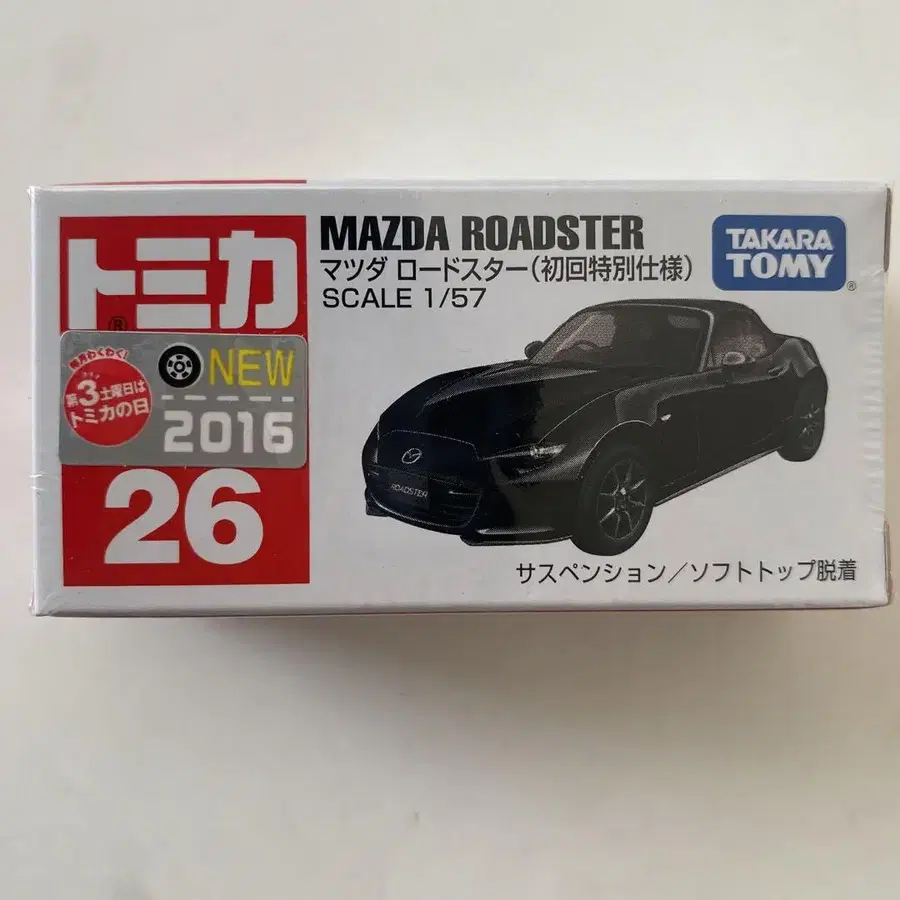 トミカ
®
MAZDA ROADSTER
マツダ ロードスター(初回特別仕様)
SCALE 1/57
TAKARA
TOMY
®
毎月わくわく!
第3土曜日は
トミカの日
NEW
2016
26
ROADSTER
サスペンション/ソフトトップ脱着